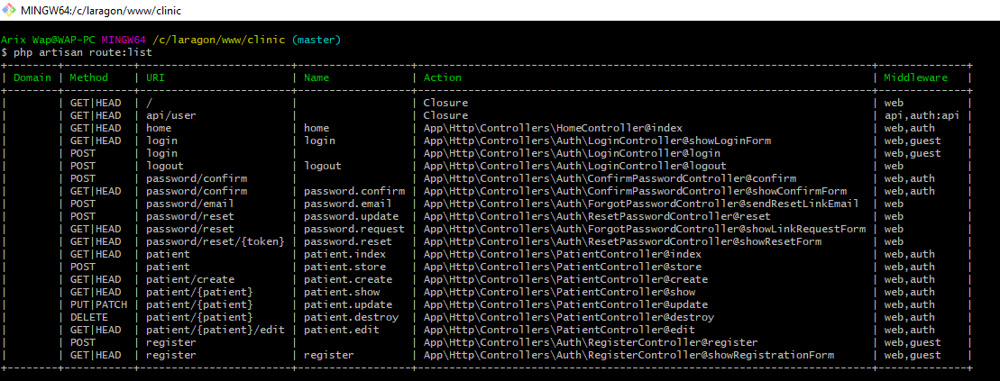 MINGW64:/c/laragon/www/clinic
Arix Wap@WAP-PC MINGW64 /c/laragon/www/clinic (master)
$ php artisan route:list
| Domain | Method | URI | Name | Action | Middleware |
| | GET|HEAD | / | | Closure | web |
| | GET|HEAD | api/user | | Closure | api,auth:api |
| | GET|HEAD | home | home | App\Http\Controllers\HomeController@index | web,auth |
| | GET|HEAD | login | login | App\Http\Controllers\Auth\LoginController@showLoginForm | web,guest |
| | POST | login | | App\Http\Controllers\Auth\LoginController@login | web,guest |
| | POST | logout | logout | App\Http\Controllers\Auth\LoginController@logout | web |
| | POST | password/confirm | | App\Http\Controllers\Auth\ConfirmPasswordController@confirm | web,auth |
| | GET|HEAD | password/confirm | password.confirm | App\Http\Controllers\Auth\ConfirmPasswordController@showConfirmForm | web,auth |
| | POST | password/email | password.email | App\Http\Controllers\Auth\ForgotPasswordController@sendResetLinkEmail | web |
| | POST | password/reset | password.update | App\Http\Controllers\Auth\ResetPasswordController@reset | web |
| | GET|HEAD | password/reset | password.request | App\Http\Controllers\Auth\ForgotPasswordController@showLinkRequestForm | web |
| | GET|HEAD | password/reset/{token} | password.reset | App\Http\Controllers\Auth\ResetPasswordController@showResetForm | web |
| | GET|HEAD | patient | patient.index | App\Http\Controllers\PatientController@index | web,auth |
| | POST | patient | patient.store | App\Http\Controllers\PatientController@store | web,auth |
| | GET|HEAD | patient/create | patient.create | App\Http\Controllers\PatientController@create | web,auth |
| | GET|HEAD | patient/{patient} | patient.show | App\Http\Controllers\PatientController@show | web,auth |
| | PUT|PATCH | patient/{patient} | patient.update | App\Http\Controllers\PatientController@update | web,auth |
| | DELETE | patient/{patient} | patient.destroy | App\Http\Controllers\PatientController@destroy | web,auth |
| | GET|HEAD | patient/{patient}/edit | patient.edit | App\Http\Controllers\PatientController@edit | web,auth |
| | POST | register | | App\Http\Controllers\Auth\RegisterController@register | web,guest |
| | GET|HEAD | register | register | App\Http\Controllers\Auth\RegisterController@showRegistrationForm | web,guest |